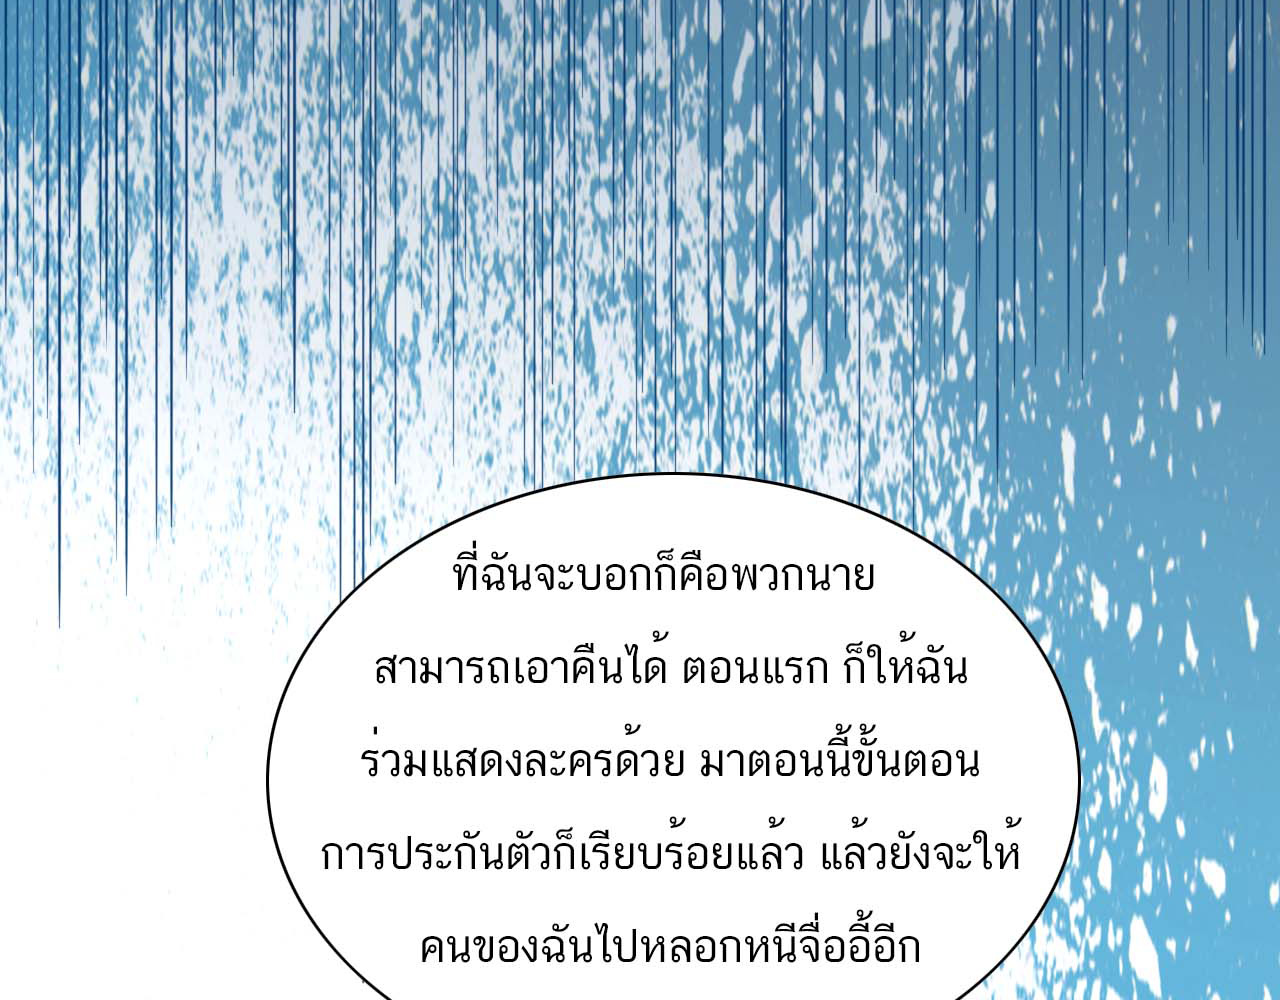 ที่ฉันจะบอกก็คือพวกนาย
สามารถเอาคืนได้ ตอนแรก ก็ให้ฉัน
ร่วมแสดงละครด้วย มาตอนนี้ขั้นตอน
การประกันตัวก็เรียบร้อยแล้ว แล้วยังจะให้
คนของฉันไปหลอกหนีจื่ออี้อีก